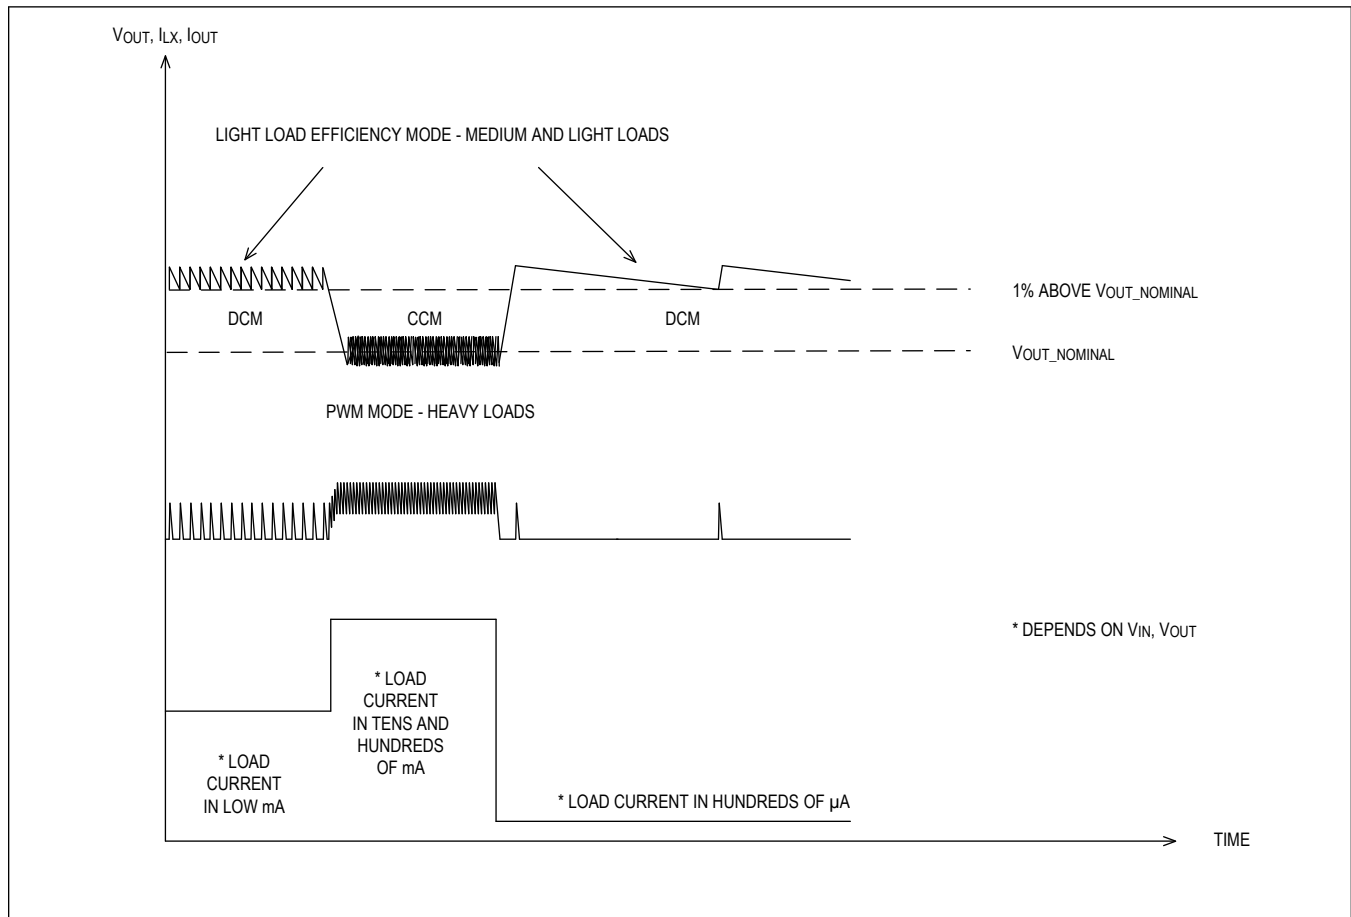 VOUT, ILX, IOUT
LIGHT LOAD EFFICIENCY MODE - MEDIUM AND LIGHT LOADS
1% ABOVE VOUT_NOMINAL
DCM
CCM
DCM
VOUT_NOMINAL
PWM MODE - HEAVY LOADS
* DEPENDS ON VIN, VOUT
* LOAD
CURRENT
IN TENS AND
HUNDREDS
OF mA
* LOAD
CURRENT
IN LOW mA
* LOAD CURRENT IN HUNDREDS OF µA
TIME